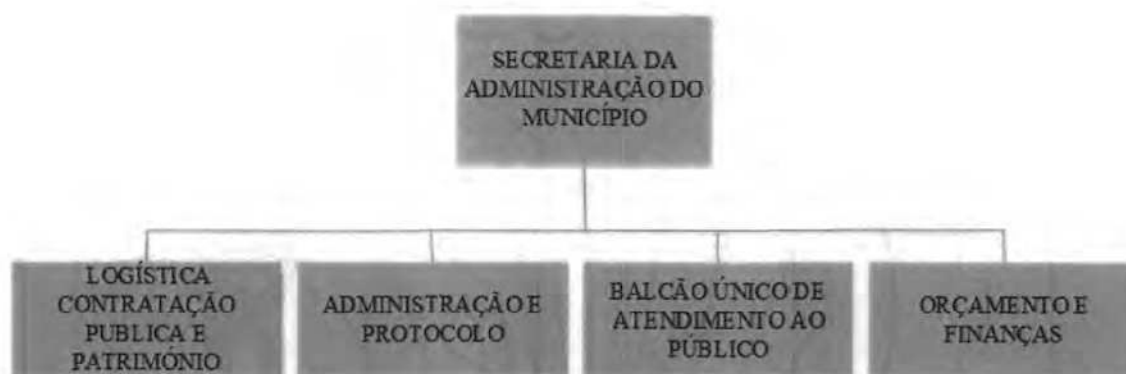 SECRETARIA DA
ADMINISTRAÇÃO DO
MUNICÍPIO
LOGÍSTICA
CONTRATAÇÃO
PUBLICA E
PATRIMÓNIO
ADMINISTRAÇÃO E
PROTOCOLO
BALCÃO ÚNICO DE
ATENDIMENTO AO
PÚBLICO
ORÇAMENTO E
FINANÇAS